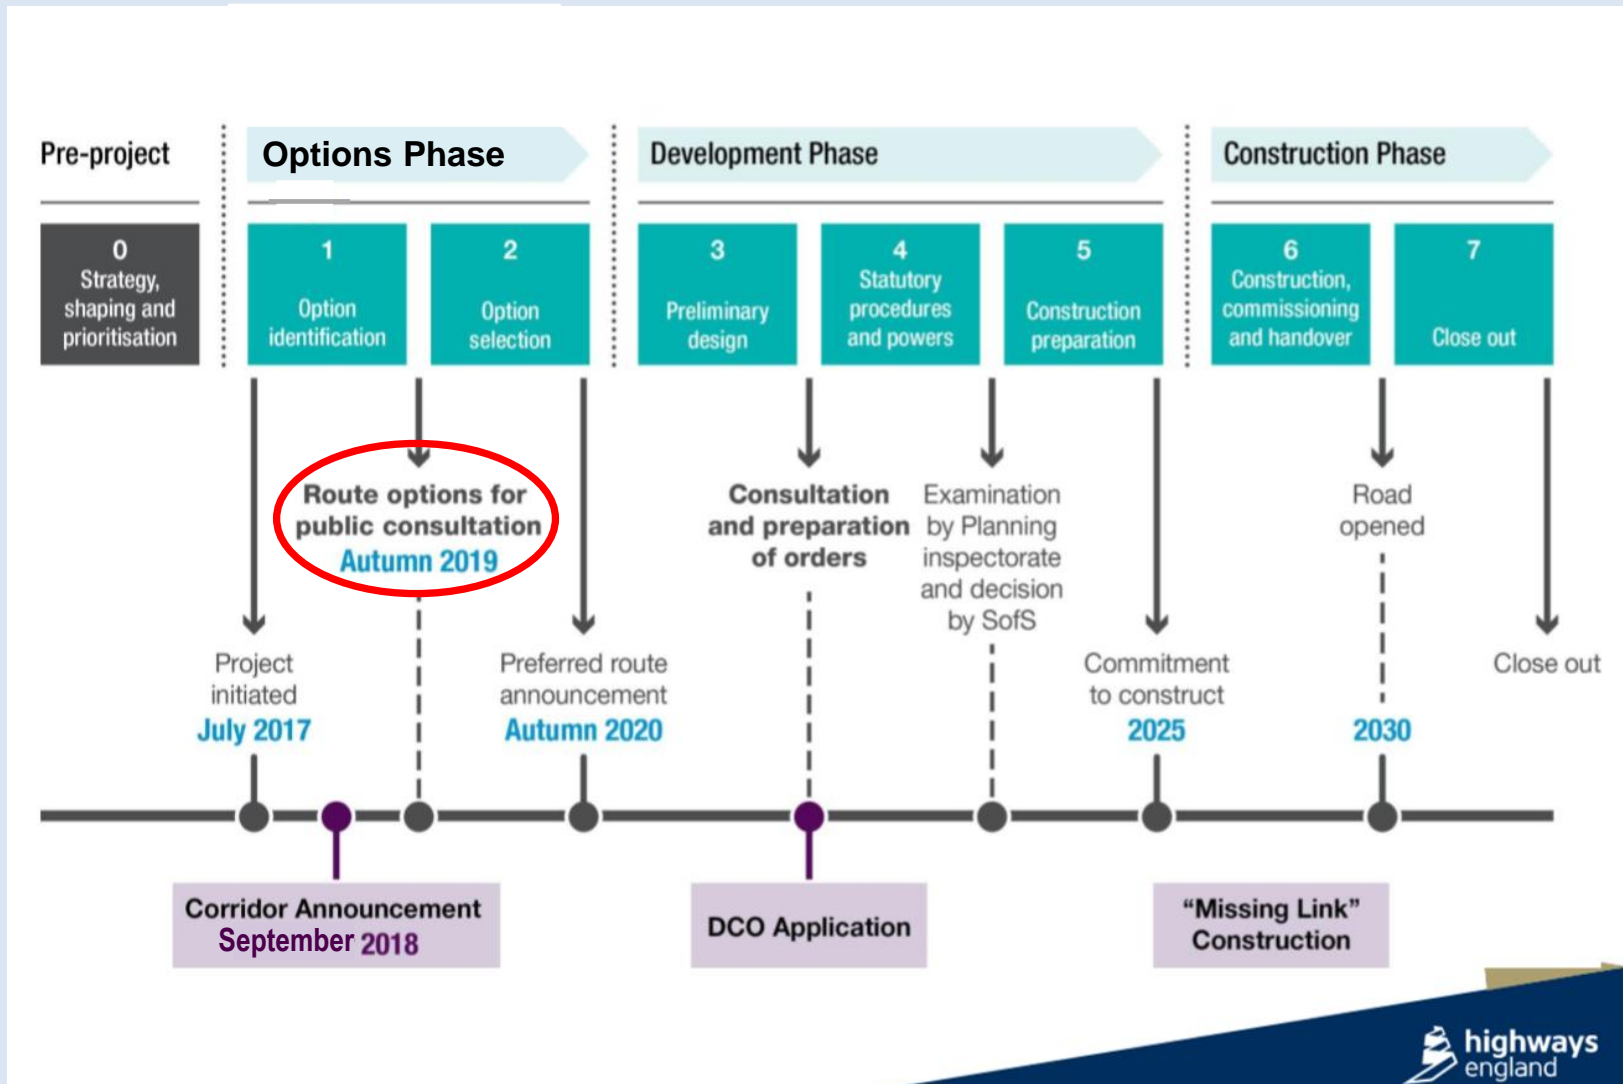 Pre-project
Options Phase
Development Phase
Construction Phase
0
Strategy,
shaping and
prioritisation
1
Option
identification
2
Option
selection
3
Preliminary
design
4
Statutory
procedures
and powers
5
Construction
preparation
6
Construction,
commissioning
and handover
7
Close out
Route options for
public consultation
Autumn 2019
Consultation
and preparation
of orders
Examination
by Planning
inspectorate
and decision
by SofS
Road
opened
Project
initiated
July 2017
Preferred route
announcement
Autumn 2020
Commitment
to construct
2025
2030
Close out
Corridor Announcement
September 2018
DCO Application
“Missing Link”
Construction
highways
england